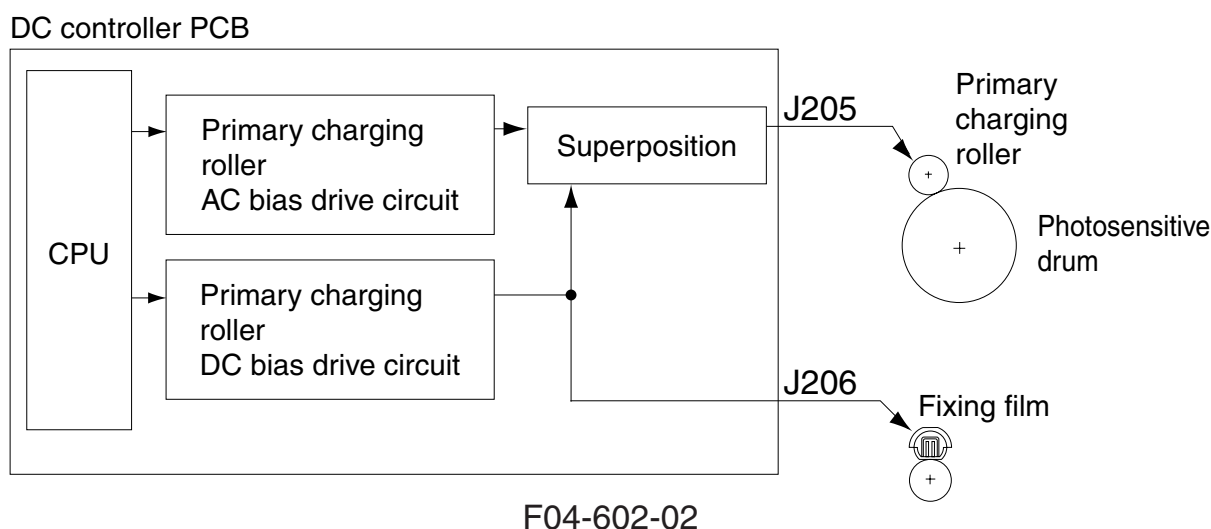 DC controller PCB
CPU
Primary charging
roller
AC bias drive circuit
Superposition
J205
Primary
charging
roller
Photosensitive
drum
Primary charging
roller
DC bias drive circuit
J206
Fixing film
F04-602-02